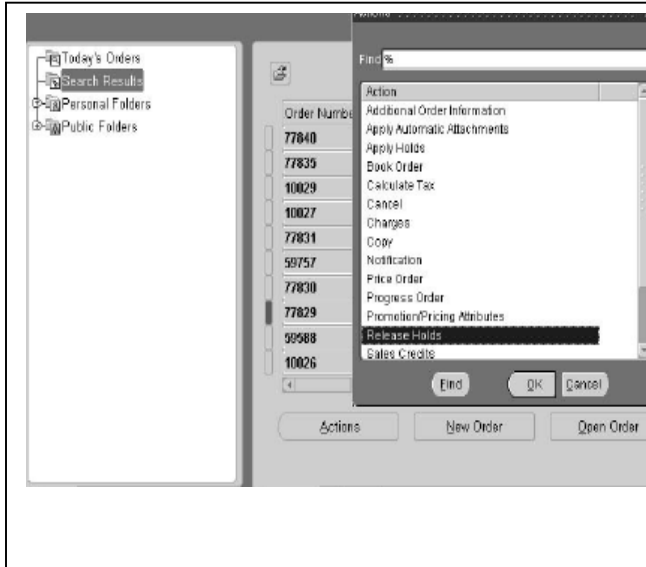 Actions
Today's Orders
Search Results
Personal Folders
Public Folders
Order Numbe
77840
77835
10029
10027
77831
59757
77830
77829
59588
10026
Actions
New Order
Open Order
Find %
Action
Additional Order Information
Apply Automatic Attachments
Apply Holds
Book Order
Calculate Tax
Cancel
Charges
Copy
Notification
Price Order
Progress Order
Promotion/Pricing Attributes
Release Holds
Sales Credits
Find
OK
Cancel